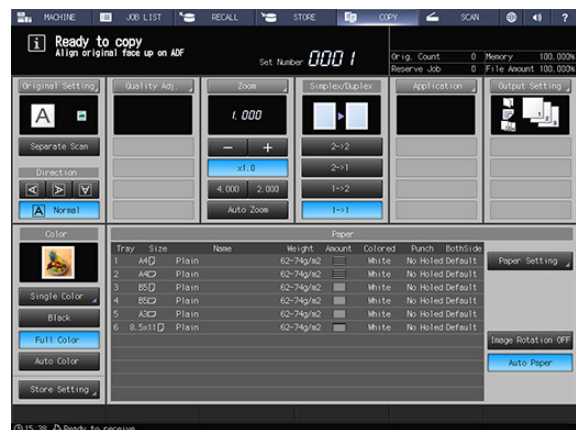 MACHINE JOB LIST RECALL STORE COPY SCAN ?
Ready to copy
Align original face up on ADF
Set Number 0001
Orig. Count 0 Memory 100.000%
Reserve Job 0 File Amount 100.000%
Original Setting Quality Adj. Zoom Simplex/Duplex Application Output Setting
A 1.000 1 2 3
Separate Scan - + 2->2
Direction x1.0 2->1
A A A 4.000 2.000 1->2
A Normal Auto Zoom 1->1
Color Paper
Tray Size Name Weight Amount Colored Punch BothSide
1 A4 Plain 62-74g/m2 White No Holed Default
2 A4 Plain 62-74g/m2 White No Holed Default
3 B5 Plain 62-74g/m2 White No Holed Default
4 B5 Plain 62-74g/m2 White No Holed Default
5 A3 Plain 62-74g/m2 White No Holed Default
6 8.5x11 Plain 62-74g/m2 White No Holed Default
Paper Setting
Single Color
Black
Full Color
Auto Color
Store Setting
Image Rotation OFF
Auto Paper
15:38 Ready to receive